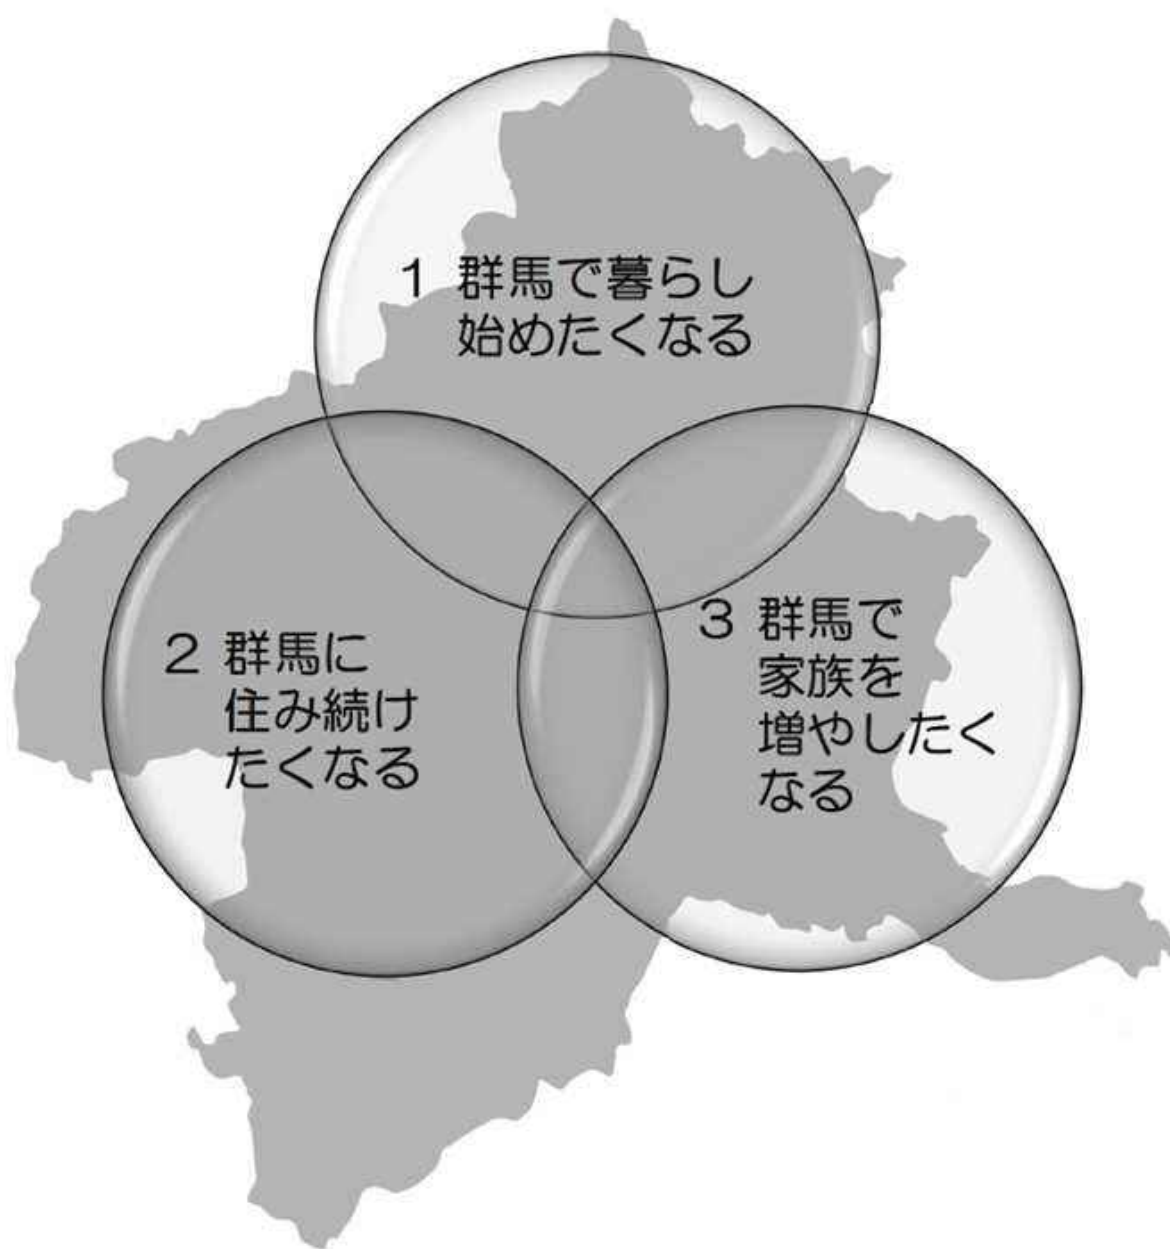 1 群馬で暮らし
始めたくなる
2 群馬に
住み続け
たくなる
3 群馬で
家族を
増やしたく
なる